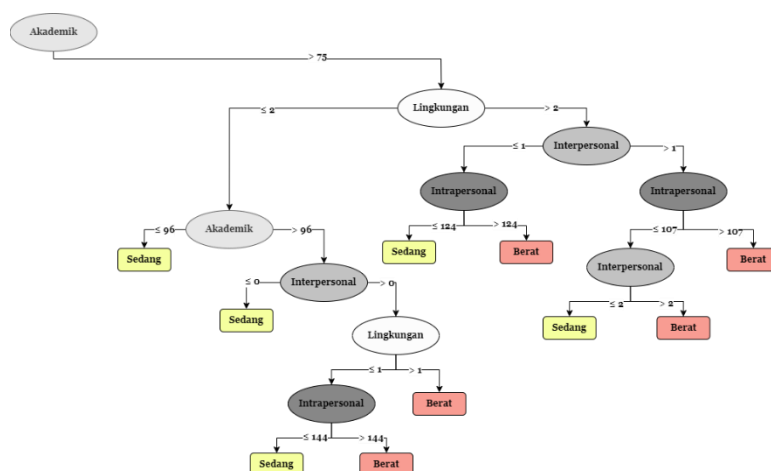 Akademik
> 75
Lingkungan
≤ 2
> 2
Interpersonal
≤ 1
> 1
Intrapersonal
Intrapersonal
≤ 96
Akademik
> 96
≤ 124
> 124
≤ 107
> 107
Sedang
Sedang
Berat
Interpersonal
Berat
≤ 0
Interpersonal
> 0
≤ 2
> 2
Sedang
Sedang
Berat
Lingkungan
≤ 1
> 1
Intrapersonal
Berat
≤ 144
> 144
Sedang
Berat